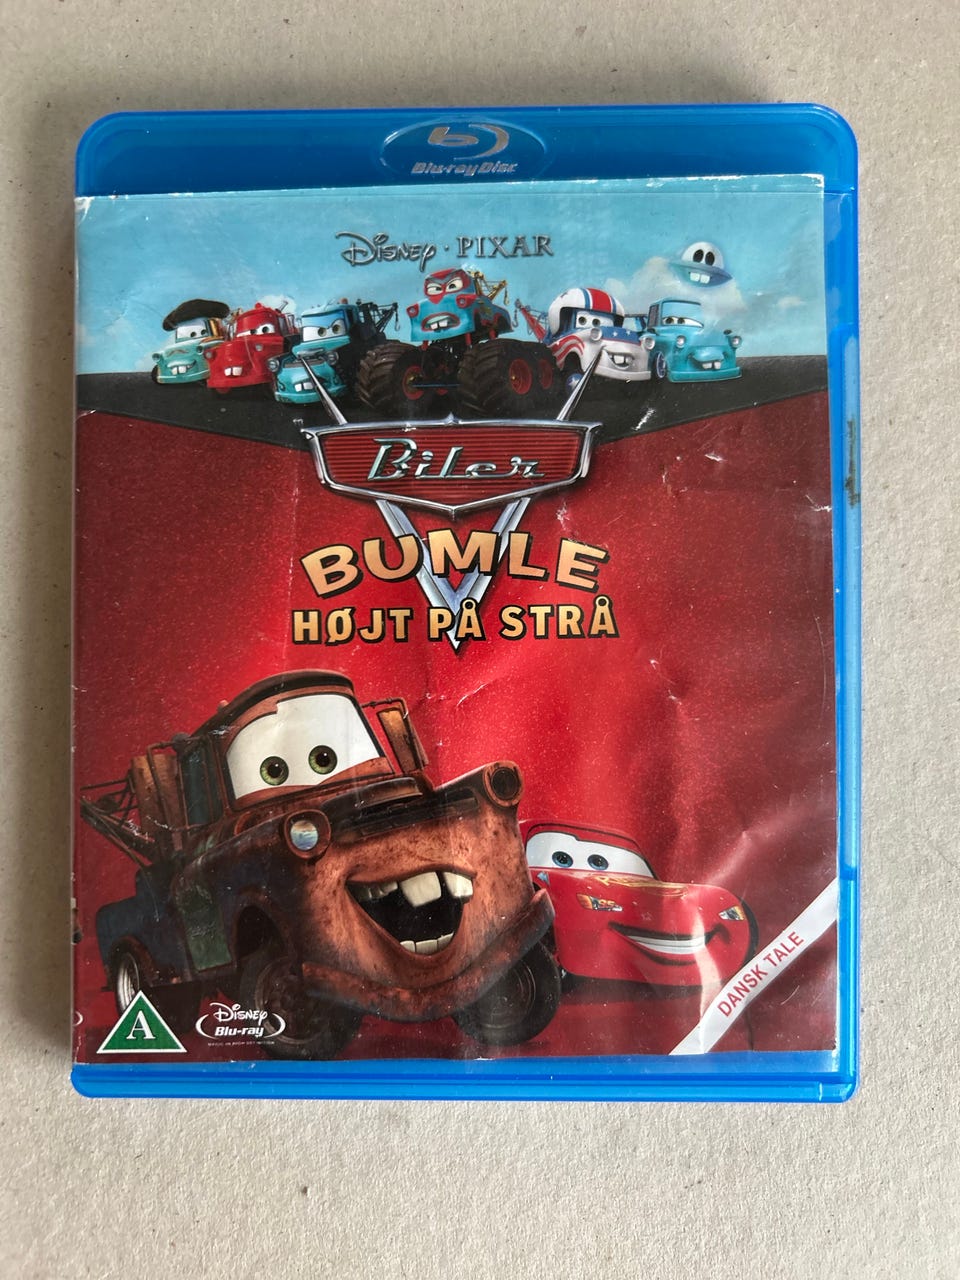 Blu-ray Disc
Disney · PIXAR
Biler
BUMLE
HØJT PÅ STRÅ
DANSK TALE
A
Disney
Blu-ray